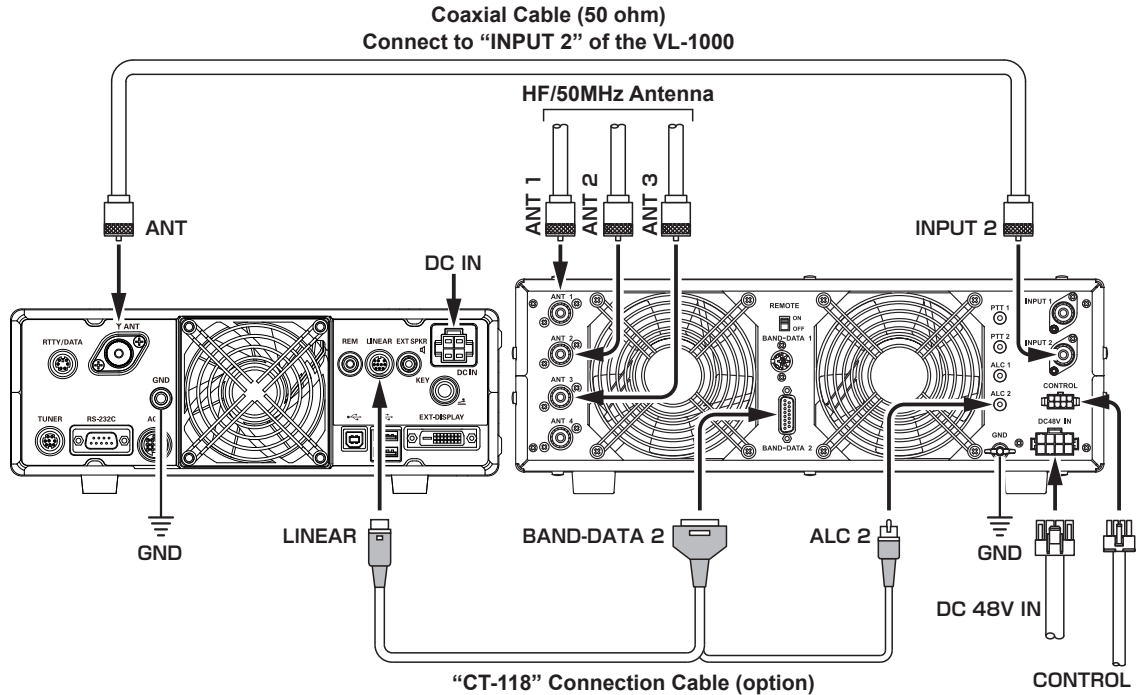 Coaxial Cable (50 ohm)
Connect to “INPUT 2” of the VL-1000
HF/50MHz Antenna
ANT 1
ANT 2
ANT 3
ANT
INPUT 2
DC IN
ANT
RTTY/DATA
GND
TUNER
RS-232C
REM
LINEAR
EXT SPKR
DC IN
KEY
EXT-DISPLAY
ANT 1
ANT 2
ANT 3
ANT 4
REMOTE
ON
OFF
BAND-DATA 1
BAND-DATA 2
PTT 1
PTT 2
ALC 1
ALC 2
INPUT 1
INPUT 2
CONTROL
DC48V IN
GND
GND
LINEAR
BAND-DATA 2
ALC 2
GND
DC 48V IN
CONTROL
“CT-118” Connection Cable (option)